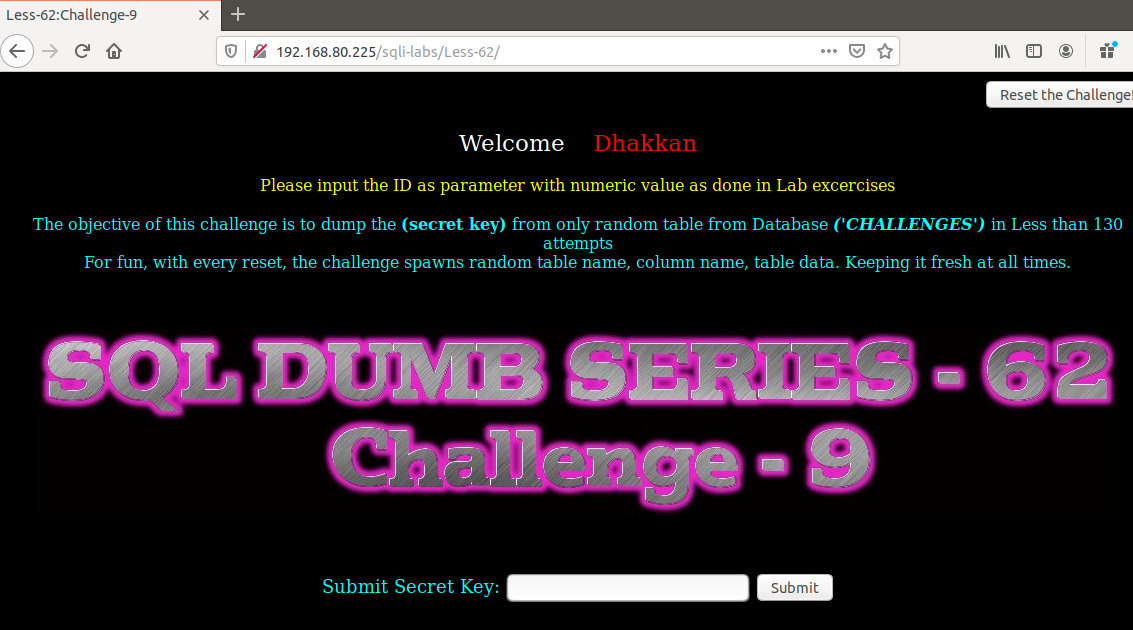 Less-62:Challenge-9
192.168.80.225/sqli-labs/Less-62/
Reset the Challenge!
Welcome Dhakkan
Please input the ID as parameter with numeric value as done in Lab excercises
The objective of this challenge is to dump the (secret key) from only random table from Database ('CHALLENGES') in Less than 130
attempts
For fun, with every reset, the challenge spawns random table name, column name, table data. Keeping it fresh at all times.
SQL DUMB SERIES - 62
Challenge - 9
Submit Secret Key: Submit